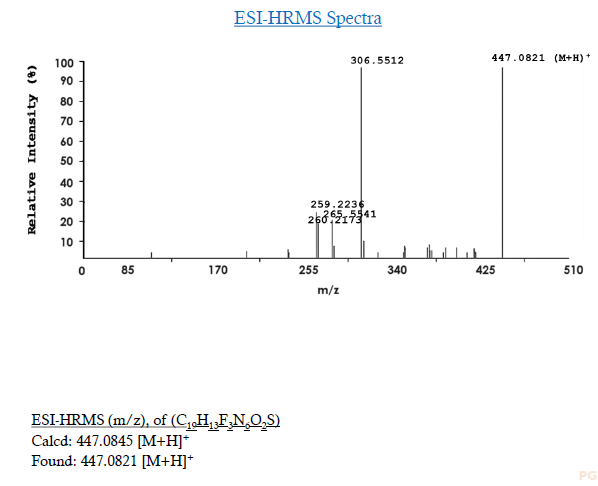 ESI-HRMS Spectra
306.5512
447.0821 (M+H)⁺
259.2236
265.5541
260.2173
Relative Intensity (%)
100
90
80
70
60
50
40
30
20
10
0 85 170 255 340 425 510
m/z
ESI-HRMS (m/z), of (C₁₉H₁₃F₃N₆O₂S)
Calcd: 447.0845 [M+H]⁺
Found: 447.0821 [M+H]⁺
PG